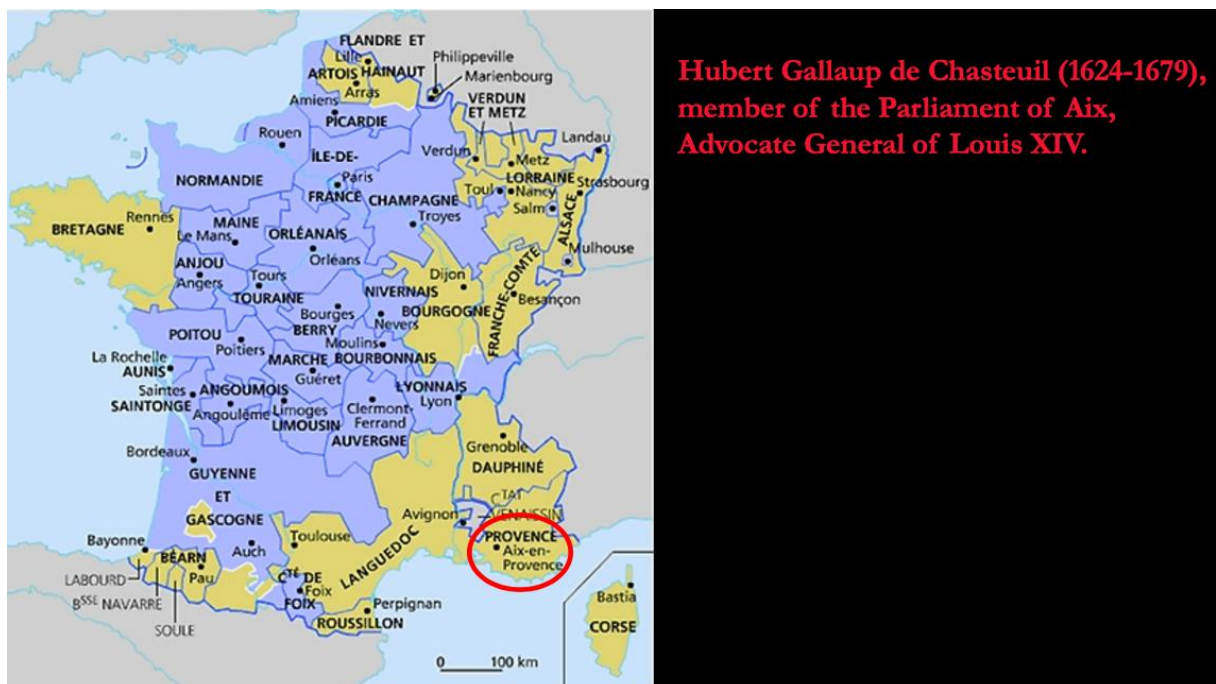 FLANDRE ET
Lille
Philippeville
ARTOIS HAINAUT
Marienbourg
Arras
Amiens
VERDUN
ET METZ
PICARDIE
Rouen
Landau
ÎLE-DE-
Verdun
Metz
NORMANDIE
Paris
LORRAINE
FRANCE
CHAMPAGNE
Toul
Nancy
Strasbourg
Rennes
Troyes
Salm
ALSACE
BRETAGNE
MAINE
ORLÉANAIS
Le Mans
Mulhouse
Orléans
ANJOU
Tours
Dijon
FRANCHE-COMTE
Angers
NIVERNAIS
TOURAINE
Besançon
Bourges
BOURGOGNE
BERRY
Nevers
POITOU
Moulins
Poitiers
La Rochelle
MARCHE
BOURBONNAIS
AUNIS
Guéret
Saintes
ANGOUMOIS
LYONNAIS
SAINTONGE
Angoulême
Limoges
Clermont-
Ferrand
Lyon
LIMOUSIN
AUVERGNE
Grenoble
Bordeaux
DAUPHINÉ
GUYENNE
ET
GASCOGNE
CTAT
VENAISSIN
Avignon
Toulouse
PROVENCE
Bayonne
Aix-en-
Provence
Auch
LANGUEDOC
BÉARN
Pau
LABOURD
CTÉ DE
FOIX
Foix
BSSE NAVARRE
Perpignan
SOULE
ROUSSILLON
Bastia
CORSE
0 100 km
Hubert Gallaup de Chasteuil (1624-1679),
member of the Parliament of Aix,
Advocate General of Louis XIV.